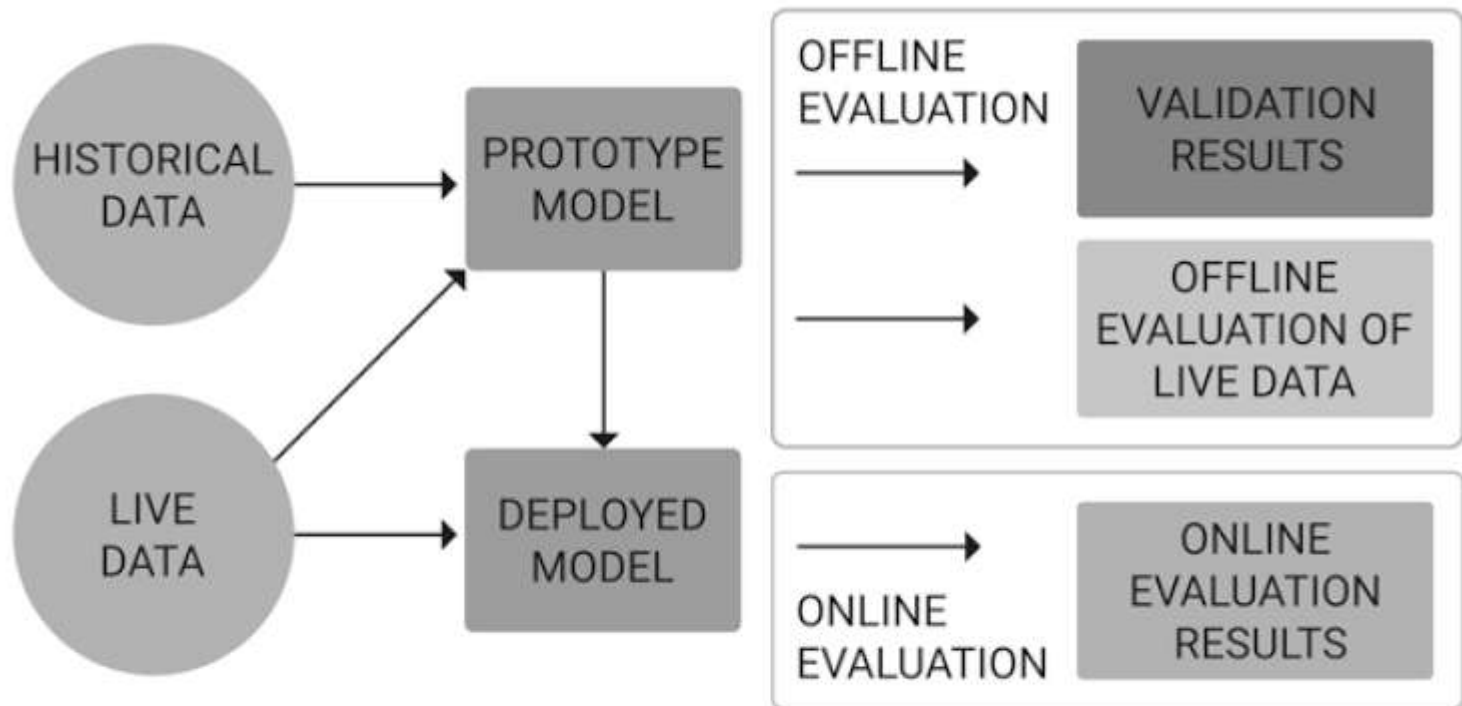 HISTORICAL
DATA
PROTOTYPE
MODEL
LIVE
DATA
DEPLOYED
MODEL
OFFLINE
EVALUATION
VALIDATION
RESULTS
OFFLINE
EVALUATION OF
LIVE DATA
ONLINE
EVALUATION
ONLINE
EVALUATION
RESULTS